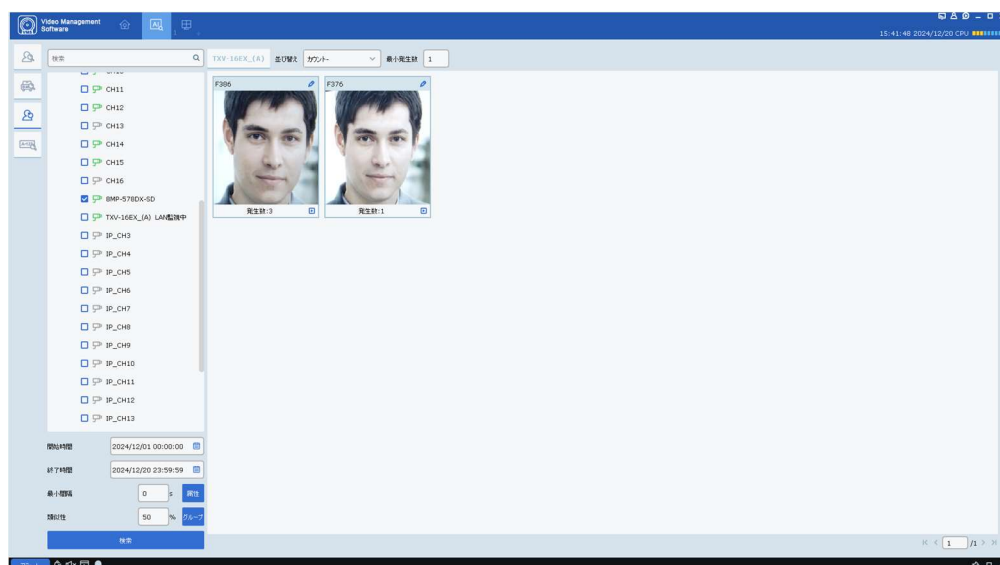 Video Management
Software
15:41:48 2024/12/20 CPU
検索
TXV-16EX_(A)
並び替え
カウンター
最小発生数
1
CH11
CH12
CH13
CH14
CH15
CH16
BMP-578DX-SD
TXV-16EX_(A) LAN監視中
IP_CH3
IP_CH4
IP_CH5
IP_CH6
IP_CH7
IP_CH8
IP_CH9
IP_CH10
IP_CH11
IP_CH12
IP_CH13
F386
発生数:3
F376
発生数:1
開始時間
2024/12/01 00:00:00
終了時間
2024/12/20 23:59:59
最小間隔
0
s
属性
類似性
50
%
グループ
検索
1
/1